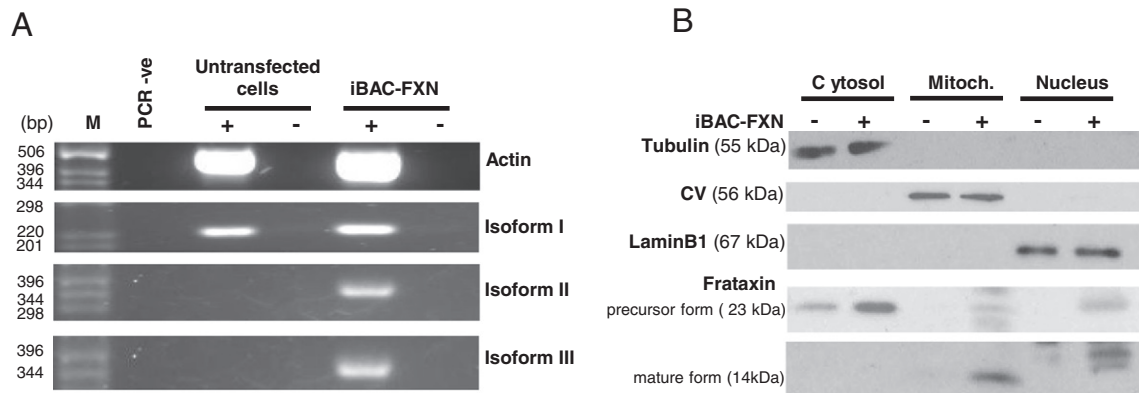 A
PCR -ve
Untransfected
cells
iBAC-FXN
(bp)
M
+
-
+
-
506
396
344
Actin
298
220
201
Isoform I
396
344
298
Isoform II
396
344
Isoform III
B
C ytosol
Mitoch.
Nucleus
iBAC-FXN
-
+
-
+
-
+
Tubulin (55 kDa)
CV (56 kDa)
LaminB1 (67 kDa)
Frataxin
precursor form ( 23 kDa)
mature form (14kDa)